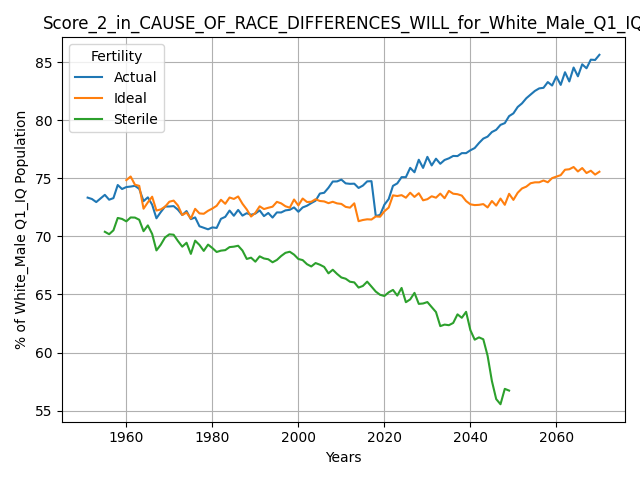 Score_2_in_CAUSE_OF_RACE_DIFFERENCES_WILL_for_White_Male_Q1_IQ
Fertility
Actual
Ideal
Sterile
% of White_Male Q1_IQ Population
85
80
75
70
65
60
55
1960 1980 2000 2020 2040 2060
Years